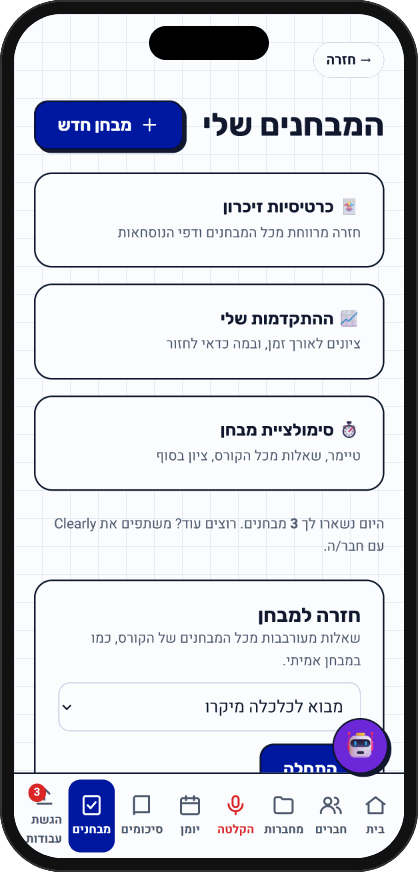 → חזרה
המבחנים שלי
+ מבחן חדש
כרטיסיות זיכרון
חזרה מרווחת מכל המבחנים ודפי הנוסחאות
ההתקדמות שלי
ציונים לאורך זמן, ובמה כדאי לחזור
סימולציית מבחן
טיימר, שאלות מכל הקורס, ציון בסוף
היום נשארו לך 3 מבחנים. רוצים עוד? משתפים את Clearly
עם חבר/ה.
חזרה למבחן
שאלות מעורבבות מכל המבחנים של הקורס, כמו
במבחן אמיתי.
מבוא לכלכלה מיקרו
התחלה
בית
חברים
מחברות
הקלטה
יומן
סיכומים
מבחנים
3
הגשת
עבודות